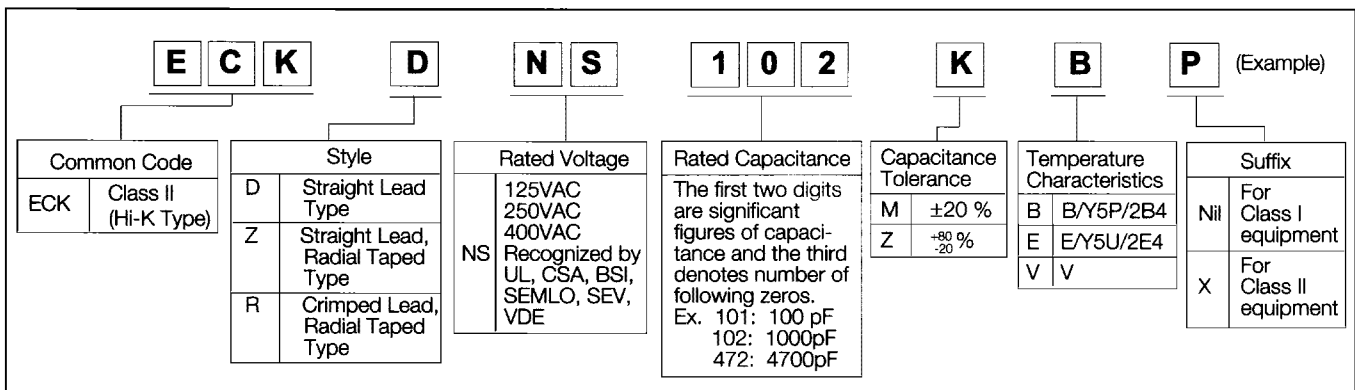 E C K D N S 1 0 2 K B P (Example)
Common Code
ECK Class II
(Hi-K Type)
Style
D Straight Lead
Type
Z Straight Lead,
Radial Taped
Type
R Crimped Lead,
Radial Taped
Type
Rated Voltage
125VAC
250VAC
400VAC
NS Recognized by
UL, CSA, BSI,
SEMLO, SEV,
VDE
Rated Capacitance
The first two digits
are significant
figures of capaci-
tance and the third
denotes number of
following zeros.
Ex. 101: 100 pF
102: 1000pF
472: 4700pF
Capacitance
Tolerance
M ±20 %
Z +80 -20 %
Temperature
Characteristics
B B/Y5P/2B4
E E/Y5U/2E4
V V
Suffix
Nil For
Class I
equipment
X For
Class II
equipment